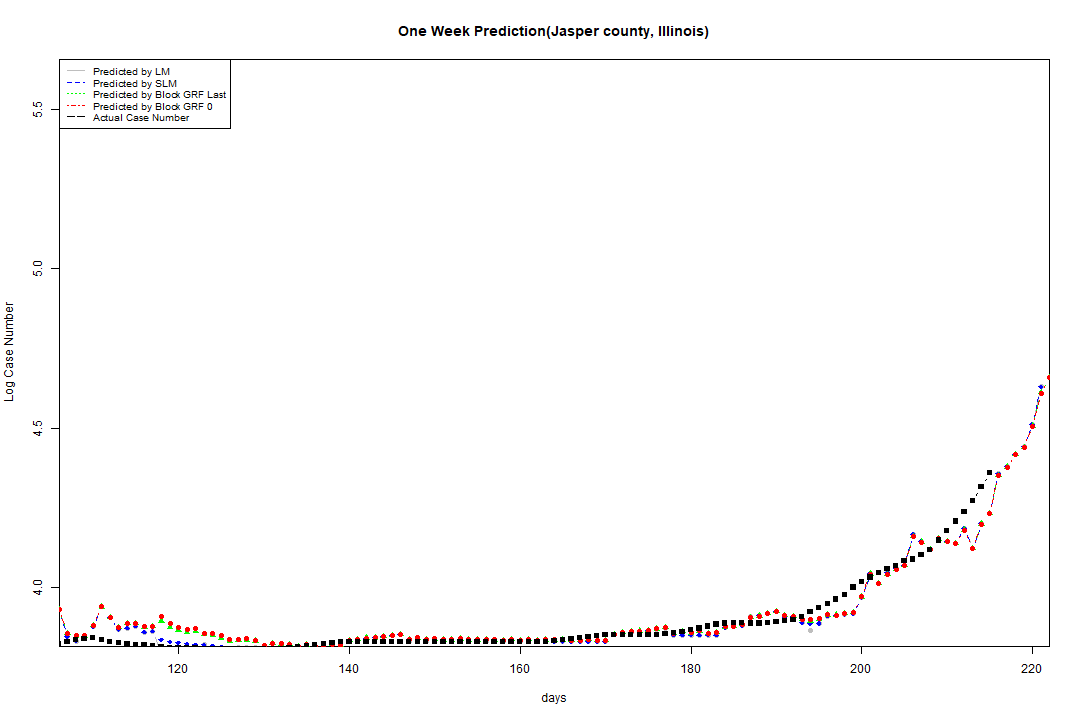 One Week Prediction(Jasper county, Illinois)
Predicted by LM
Predicted by SLM
Predicted by Block GRF Last
Predicted by Block GRF 0
Actual Case Number
5.5
5.0
4.5
4.0
Log Case Number
120 140 160 180 200 220
days